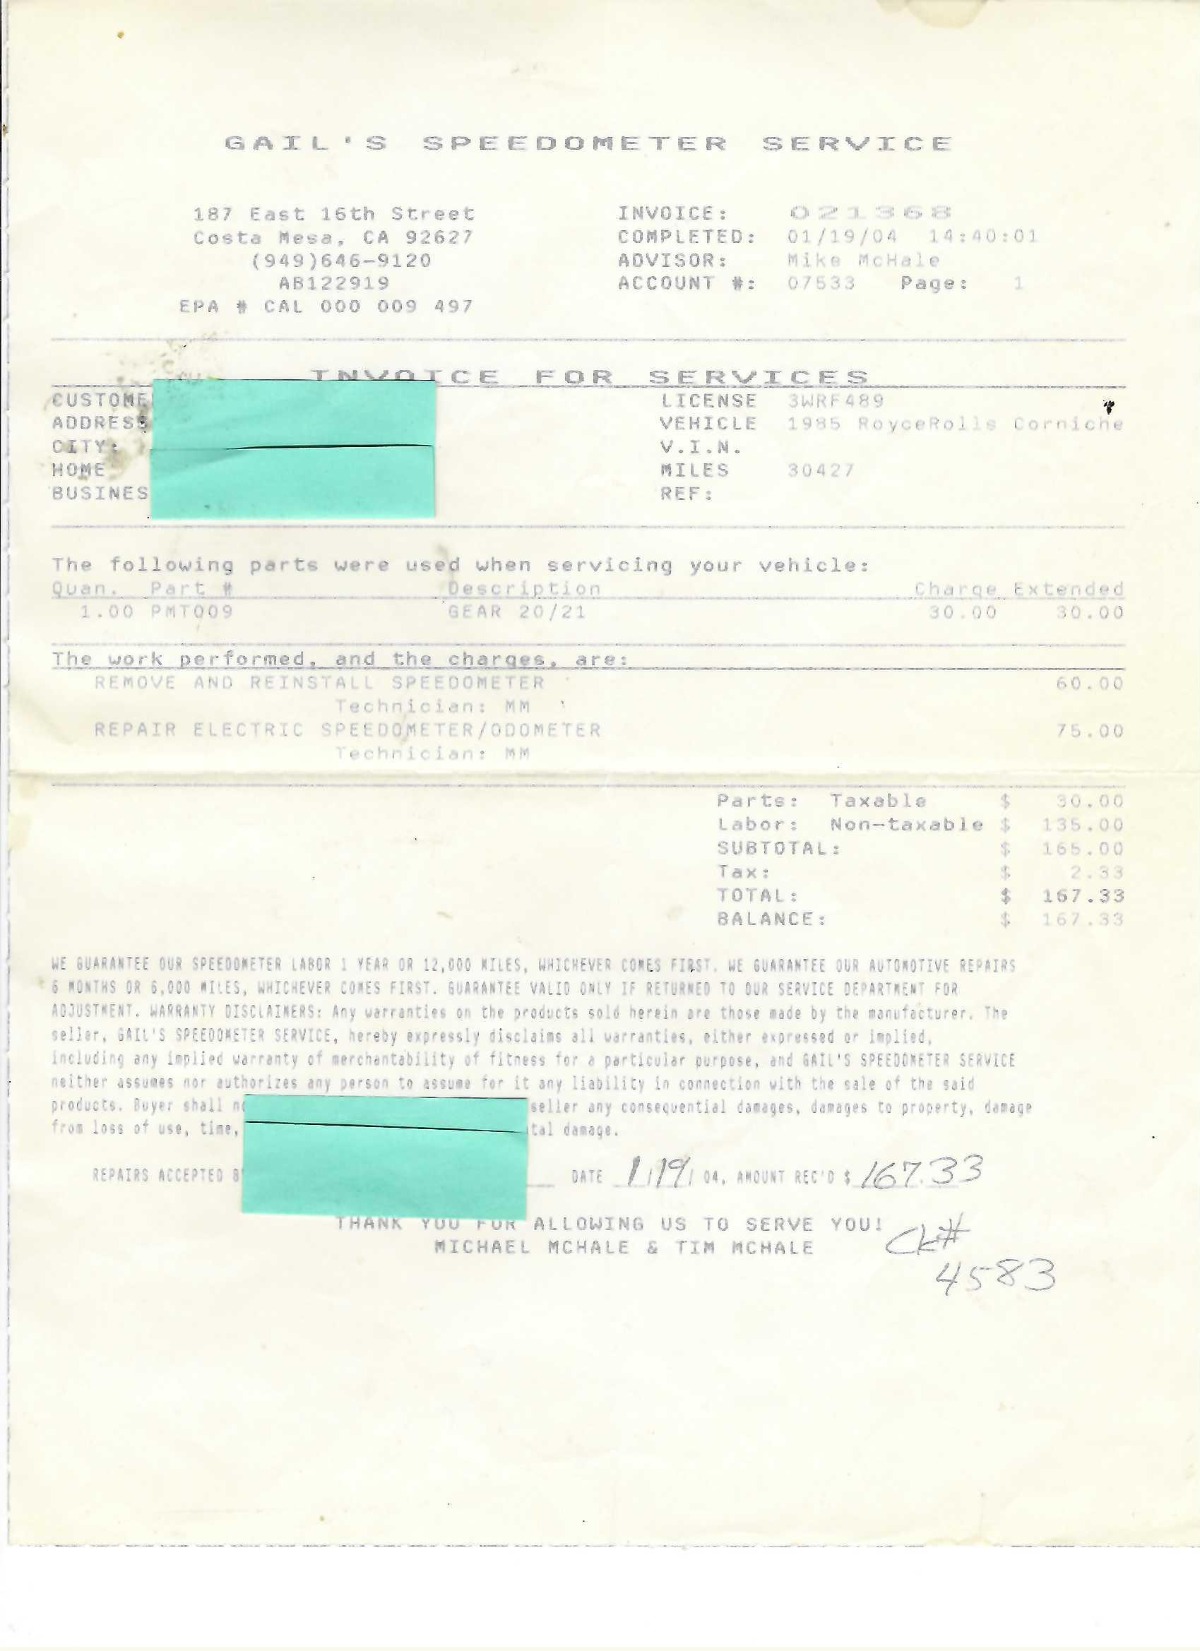 GAIL'S SPEEDOMETER SERVICE
187 East 16th Street
Costa Mesa, CA 92627
(949)646-9120
AB122919
EPA # CAL 000 009 497
INVOICE: 021368
COMPLETED: 01/19/04 14:40:01
ADVISOR: Mike McHale
ACCOUNT #: 07533 Page: 1
INVOICE FOR SERVICES
CUSTOME
ADDRESS
CITY:
HOME
BUSINES
LICENSE 3WRF489
VEHICLE 1985 RoyceRolls Corniche
V.I.N.
MILES 30427
REF:
The following parts were used when servicing your vehicle:
Quan. Part # Description Charge Extended
1.00 PMT009 GEAR 20/21 30.00 30.00
The work performed, and the charges, are:
REMOVE AND REINSTALL SPEEDOMETER 60.00
Technician: MM
REPAIR ELECTRIC SPEEDOMETER/ODOMETER 75.00
Technician: MM
Parts: Taxable $ 30.00
Labor: Non-taxable $ 135.00
SUBTOTAL: $ 165.00
Tax: $ 2.33
TOTAL: $ 167.33
BALANCE: $ 167.33
WE GUARANTEE OUR SPEEDOMETER LABOR 1 YEAR OR 12,000 MILES, WHICHEVER COMES FIRST. WE GUARANTEE OUR AUTOMOTIVE REPAIRS
6 MONTHS OR 6,000 MILES, WHICHEVER COMES FIRST. GUARANTEE VALID ONLY IF RETURNED TO OUR SERVICE DEPARTMENT FOR
ADJUSTMENT. WARRANTY DISCLAIMERS: Any warranties on the products sold herein are those made by the manufacturer. The
seller, GAIL'S SPEEDOMETER SERVICE, hereby expressly disclaims all warranties, either expressed or implied,
including any implied warranty of merchantability of fitness for a particular purpose, and GAIL'S SPEEDOMETER SERVICE
neither assumes nor authorizes any person to assume for it any liability in connection with the sale of the said
products. Buyer shall seller any consequential damages, damages to property, damage
from loss of use, time, tal damage.
REPAIRS ACCEPTED B DATE 1/19/04, AMOUNT REC'D $ 167.33
THANK YOU FOR ALLOWING US TO SERVE YOU!
MICHAEL MCHALE & TIM MCHALE
Ck#
4583